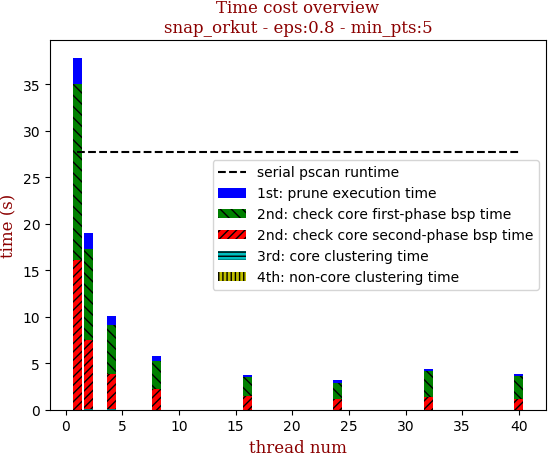 Time cost overview
snap_orkut - eps:0.8 - min_pts:5
time (s)
35
30
25
20
15
10
5
0
serial pscan runtime
1st: prune execution time
2nd: check core first-phase bsp time
2nd: check core second-phase bsp time
3rd: core clustering time
4th: non-core clustering time
0 5 10 15 20 25 30 35 40
thread num